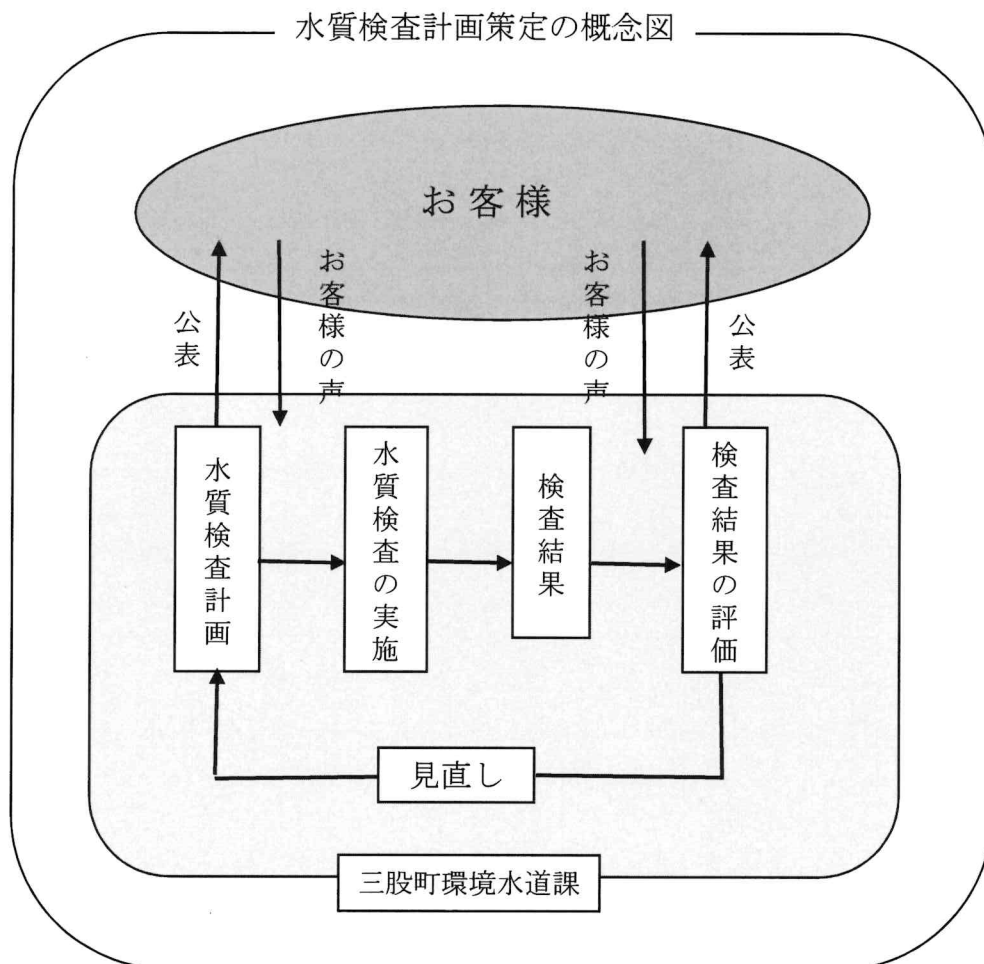 水質検査計画策定の概念図
お客様
公表
お客様の声
お客様の声
公表
水質検査計画
水質検査の実施
検査結果
検査結果の評価
見直し
三股町環境水道課